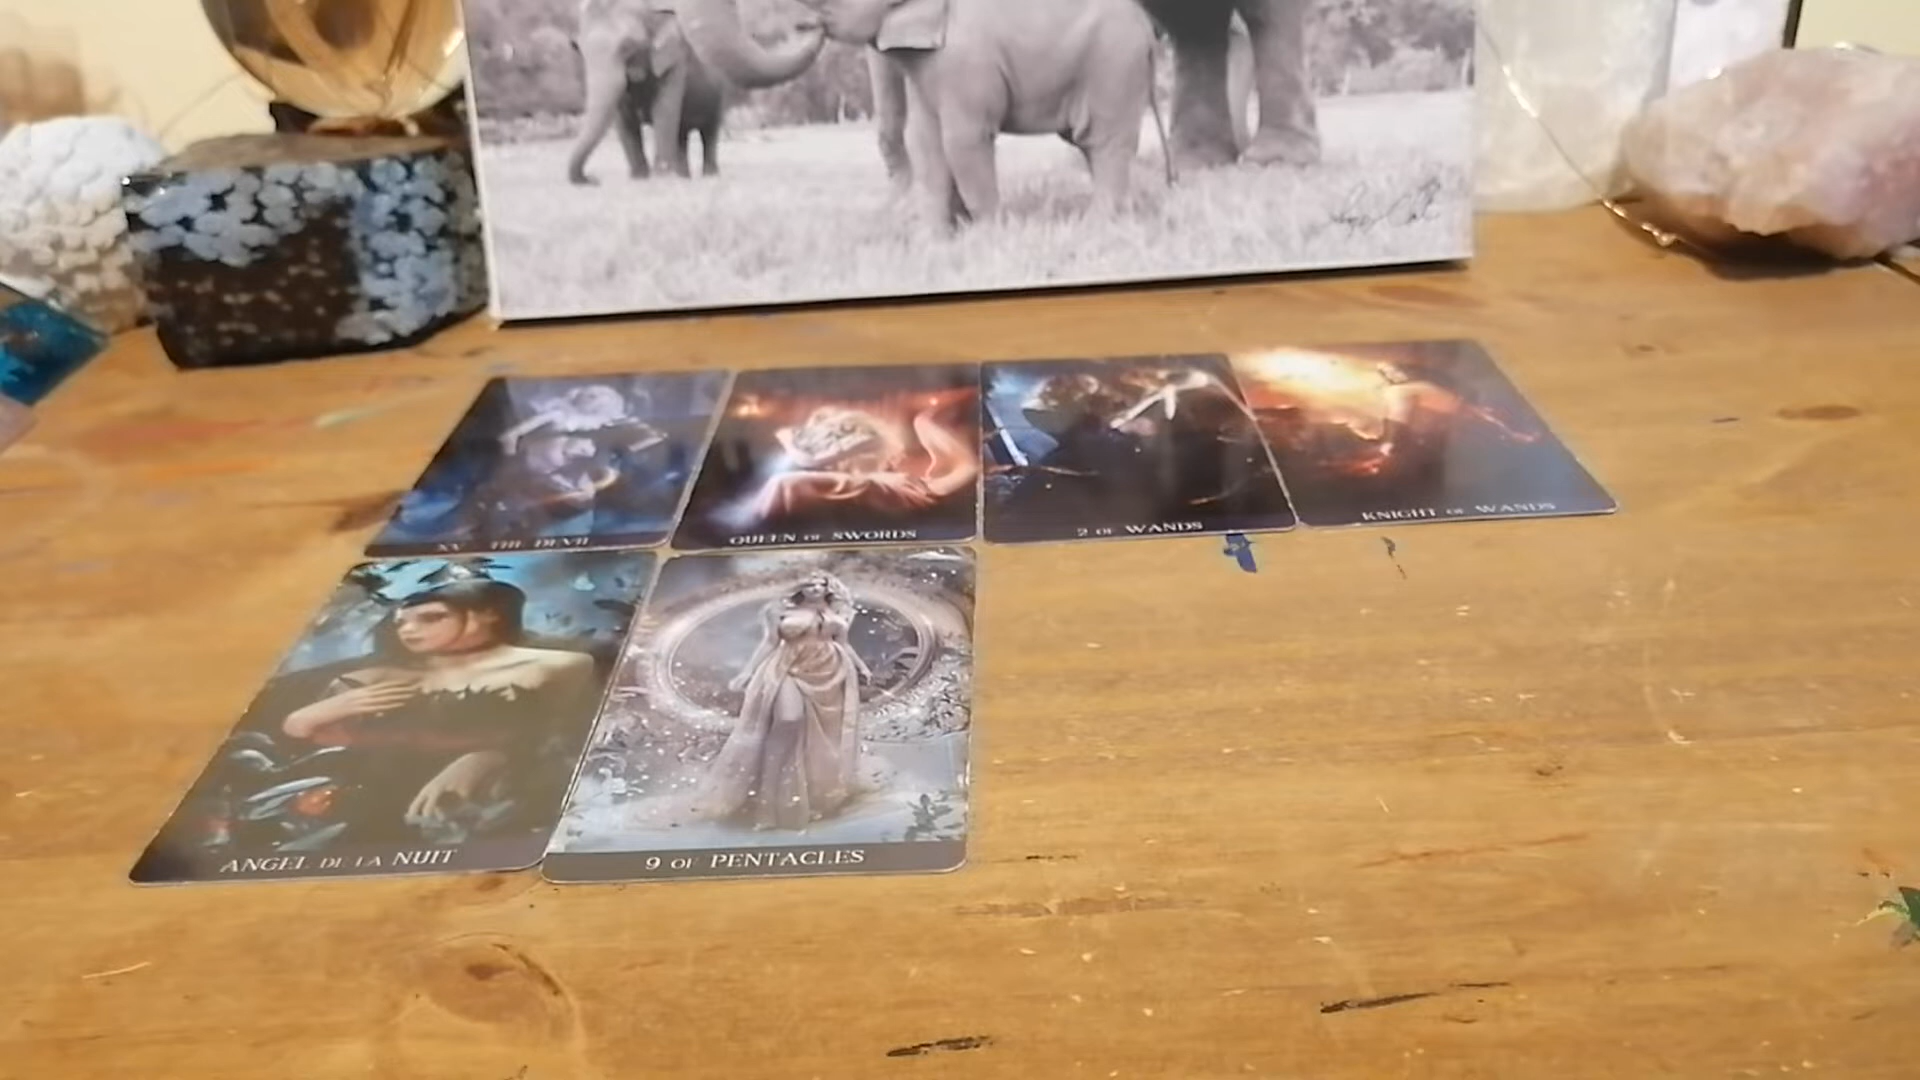 XV THE DEVIL
QUEEN OF SWORDS
2 OF WANDS
KNIGHT OF WANDS
ANGEL DE LA NUIT
9 OF PENTACLES